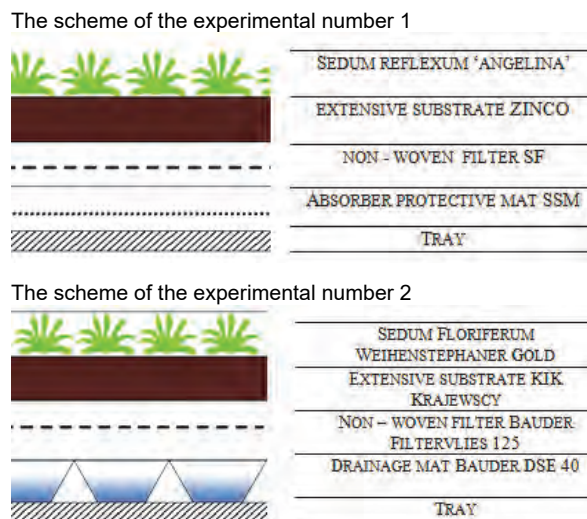 The scheme of the experimental number 1
SEDUM REFLEXUM ‘ANGELINA’
EXTENSIVE SUBSTRATE ZINCO
NON - WOVEN FILTER SF
ABSORBER PROTECTIVE MAT SSM
TRAY
The scheme of the experimental number 2
SEDUM FLORIFERUM
WEIHENSTEPHANER GOLD
EXTENSIVE SUBSTRATE KIK
KRAJEWSCY
NON – WOVEN FILTER BAUDER
FILTERVLIES 125
DRAINAGE MAT BAUDER DSE 40
TRAY